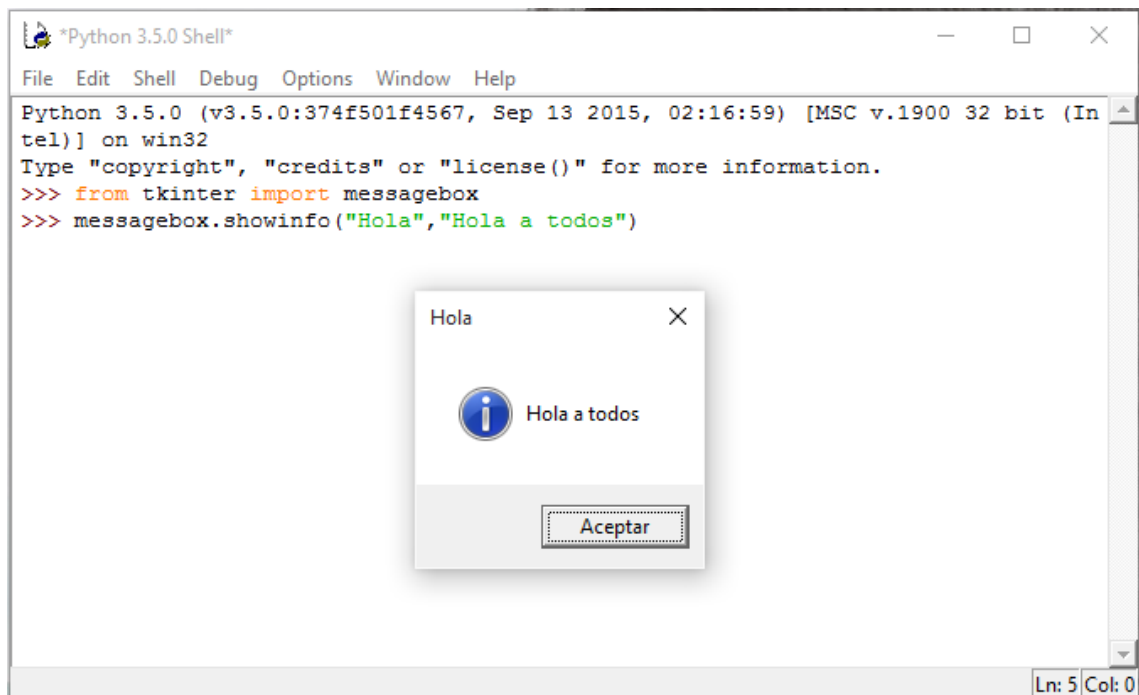 *Python 3.5.0 Shell*
File Edit Shell Debug Options Window Help
Python 3.5.0 (v3.5.0:374f501f4567, Sep 13 2015, 02:16:59) [MSC v.1900 32 bit (In
tel)] on win32
Type "copyright", "credits" or "license()" for more information.
>>> from tkinter import messagebox
>>> messagebox.showinfo("Hola","Hola a todos")
Hola
Hola a todos
Aceptar
Ln: 5 Col: 0